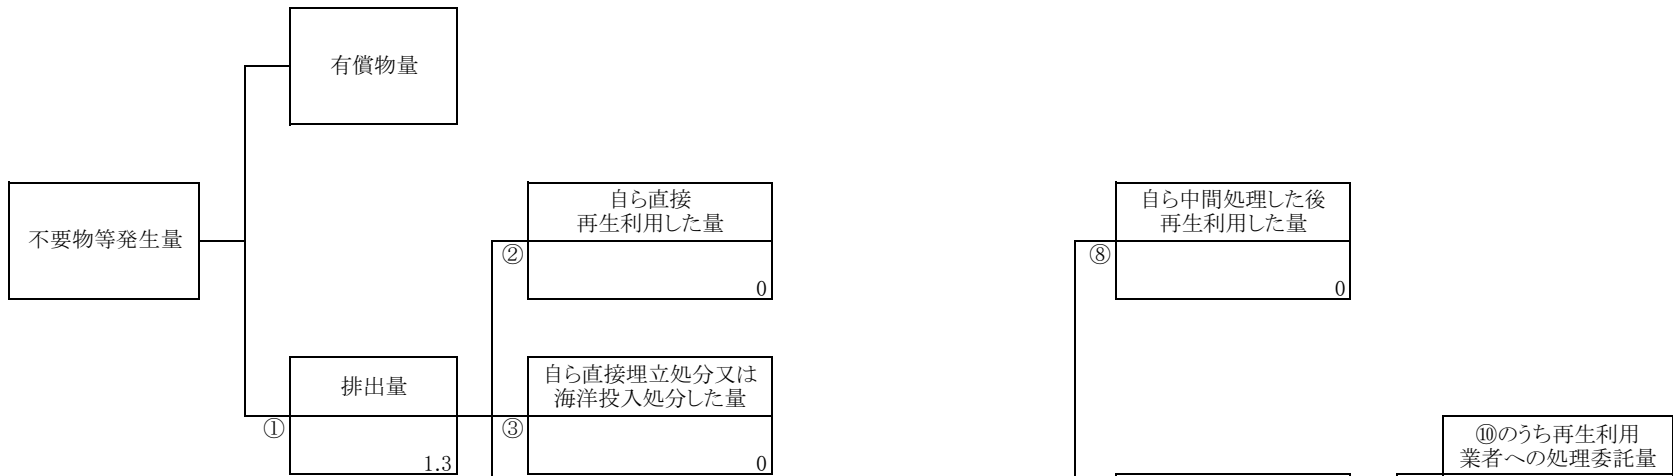 有償物量
不要物等発生量
自ら直接
再生利用した量
②
0
自ら中間処理した後
再生利用した量
⑧
0
排出量
①
1.3
自ら直接埋立処分又は
海洋投入処分した量
③
0
⑩のうち再生利用
業者への処理委託量